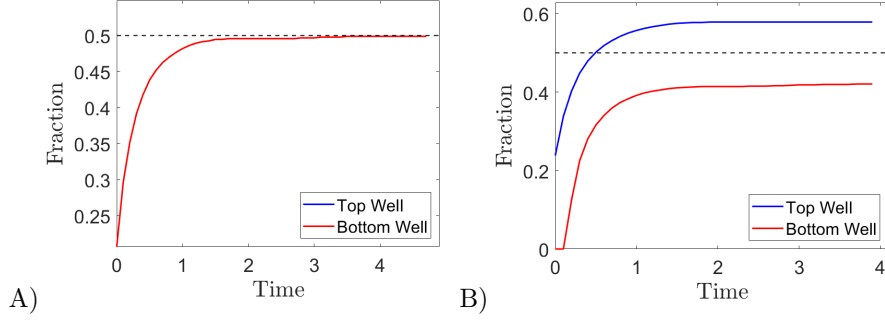 0.5
0.45
0.4
0.35
0.3
0.25
Fraction
Top Well
Bottom Well
0 1 2 3 4
Time
A)
0.6
0.4
0.2
0
Fraction
Top Well
Bottom Well
0 1 2 3 4
Time
B)